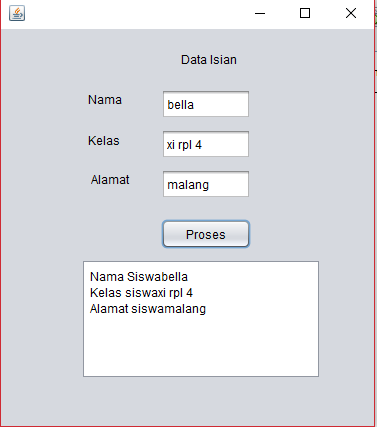 Data Isian
Nama
bella
Kelas
xi rpl 4
Alamat
malang
Proses
Nama Siswabella
Kelas siswaxi rpl 4
Alamat siswamalang